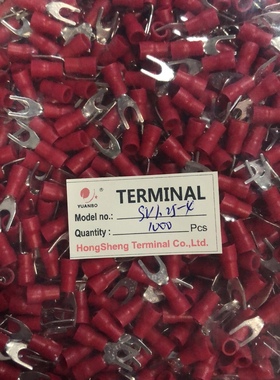 YUANBO
TERMINAL
Model no.: SV1.25-4
Quantity: 1000 Pcs
HongSheng Terminal Co.,Ltd.